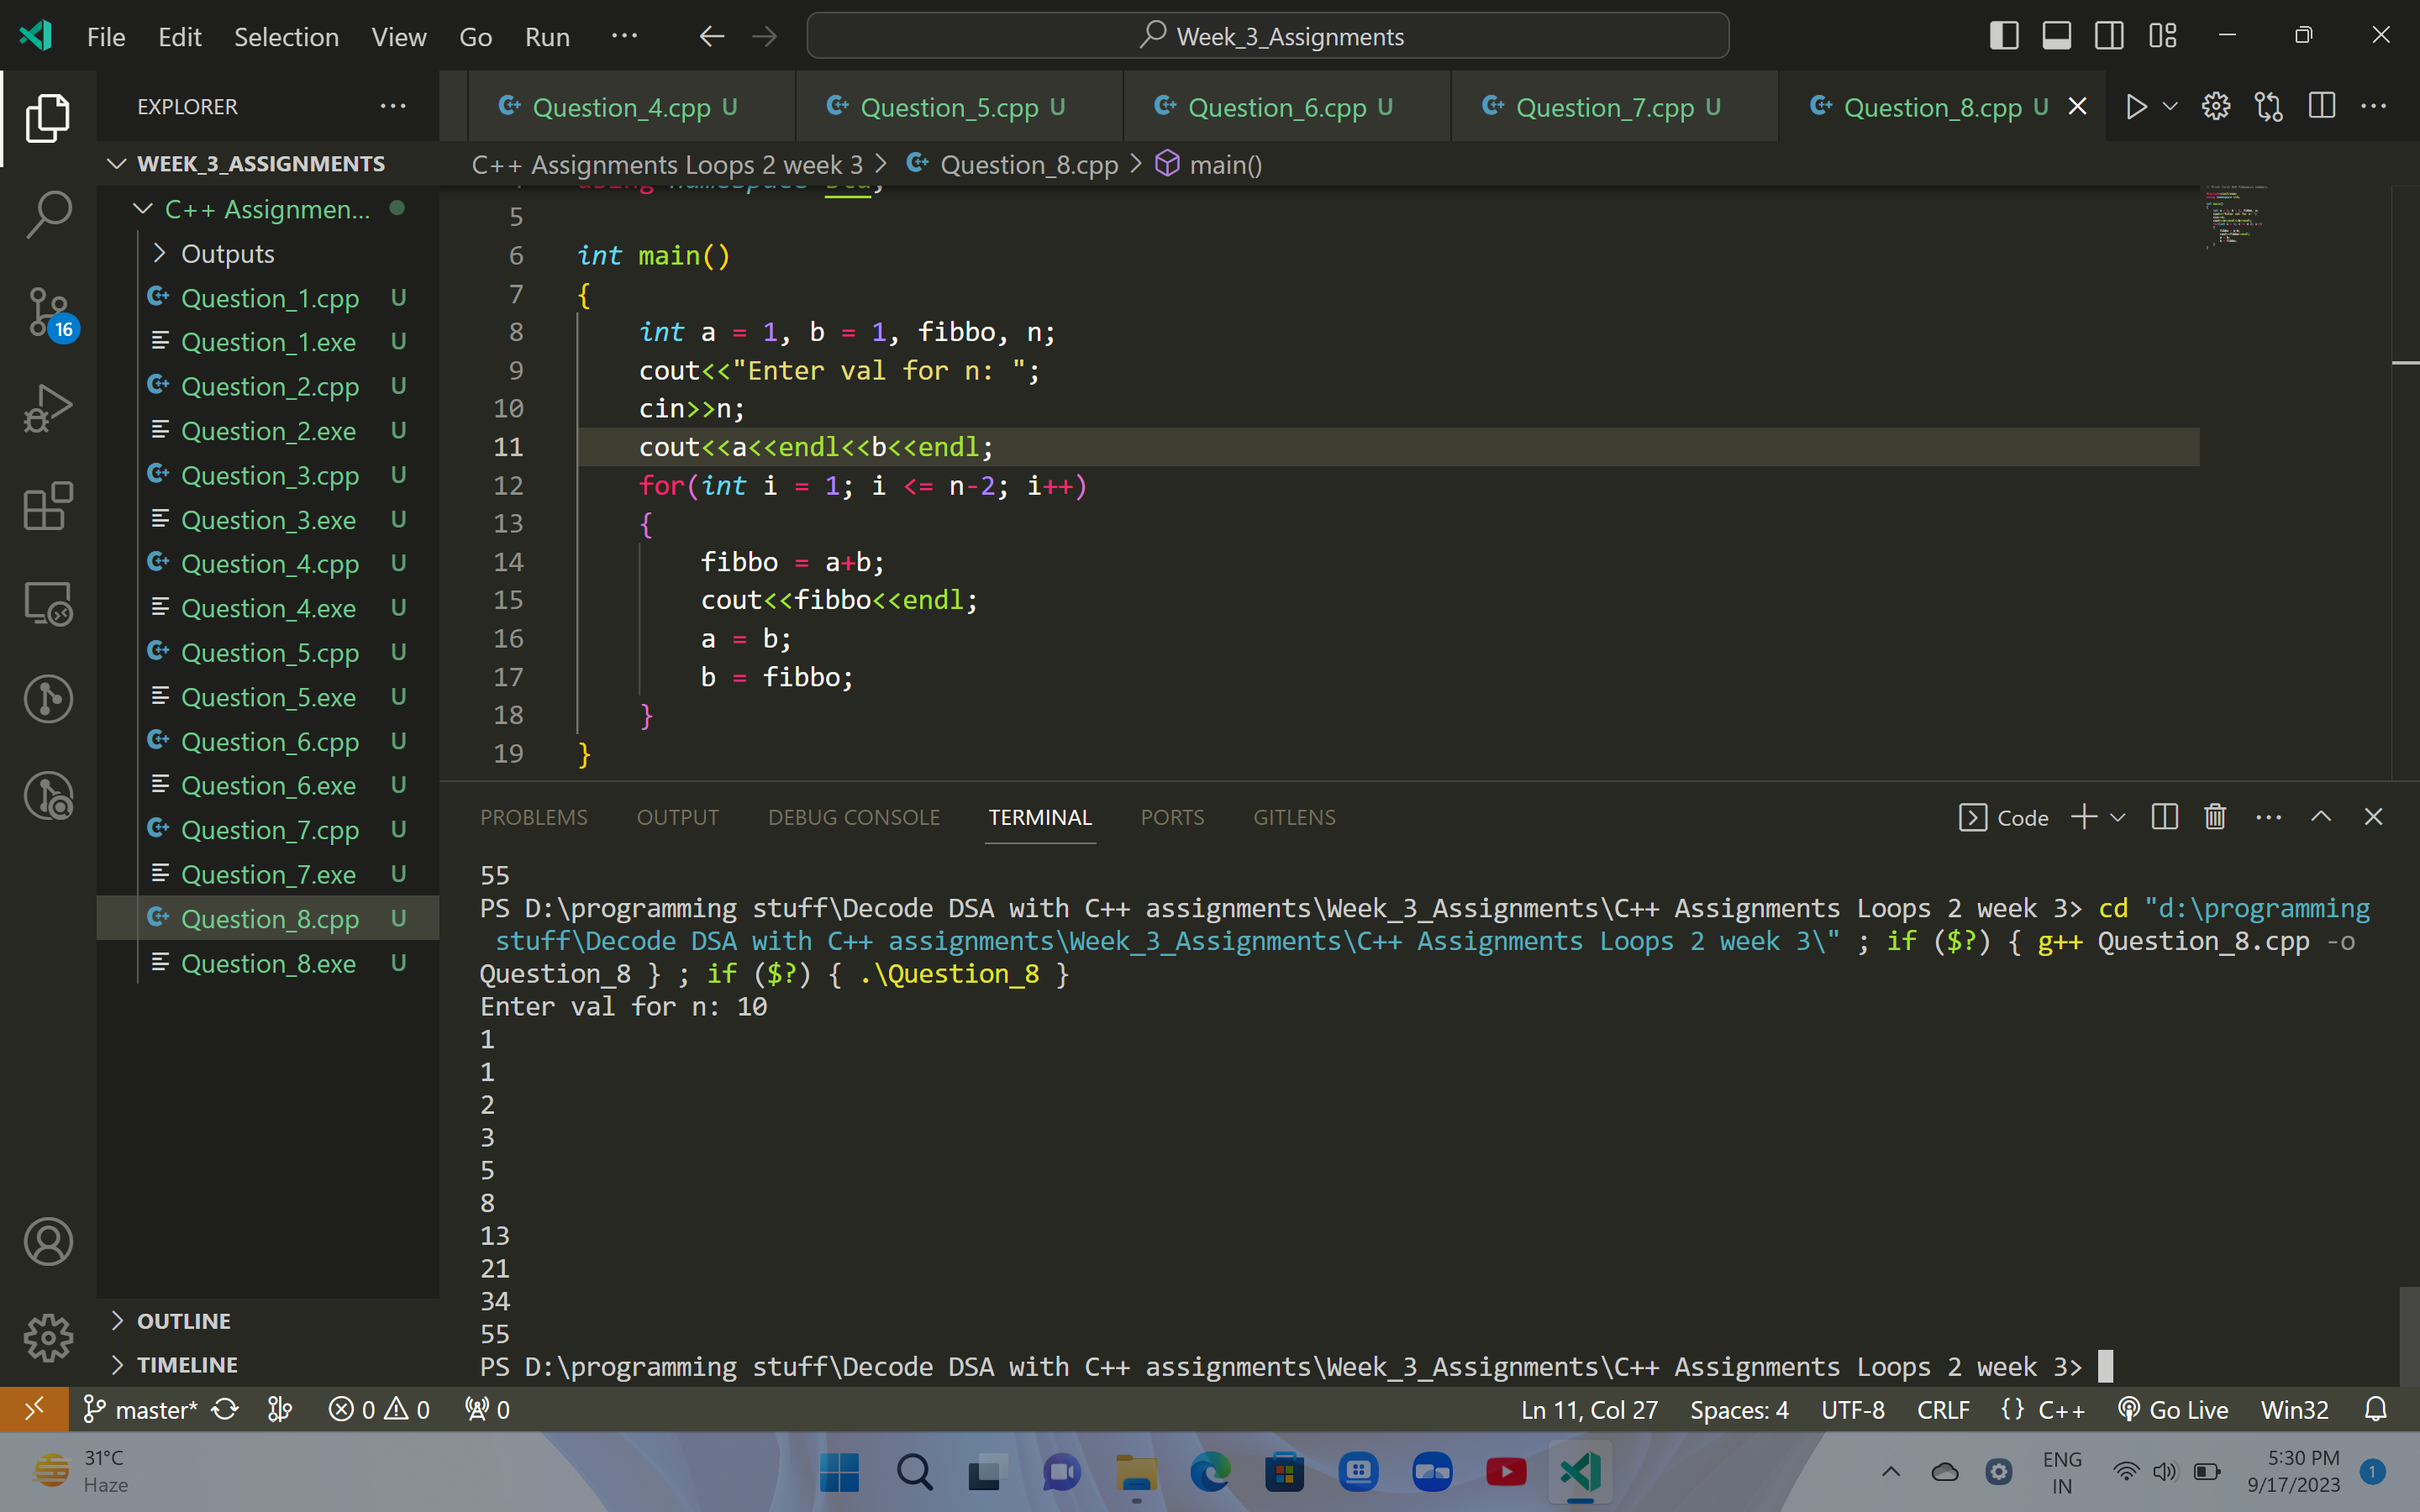 File Edit Selection View Go Run ···
Week_3_Assignments
EXPLORER
Question_4.cpp U
Question_5.cpp U
Question_6.cpp U
Question_7.cpp U
Question_8.cpp U
WEEK_3_ASSIGNMENTS
C++ Assignments Loops 2 week 3 > Question_8.cpp > main()
C++ Assignmen...
Outputs
Question_1.cpp U
Question_1.exe U
Question_2.cpp U
Question_2.exe U
Question_3.cpp U
Question_3.exe U
Question_4.cpp U
Question_4.exe U
Question_5.cpp U
Question_5.exe U
Question_6.cpp U
Question_6.exe U
Question_7.cpp U
Question_7.exe U
Question_8.cpp U
Question_8.exe U
OUTLINE
TIMELINE
16
using namespace std;
5
6 int main()
7 {
8 int a = 1, b = 1, fibbo, n;
9 cout<<"Enter val for n: ";
10 cin>>n;
11 cout<<a<<endl<<b<<endl;
12 for(int i = 1; i <= n-2; i++)
13 {
14 fibbo = a+b;
15 cout<<fibbo<<endl;
16 a = b;
17 b = fibbo;
18 }
19 }
PROBLEMS OUTPUT DEBUG CONSOLE TERMINAL PORTS GITLENS
Code
55
PS D:\programming stuff\Decode DSA with C++ assignments\Week_3_Assignments\C++ Assignments Loops 2 week 3> cd "d:\programming
stuff\Decode DSA with C++ assignments\Week_3_Assignments\C++ Assignments Loops 2 week 3\" ; if ($?) { g++ Question_8.cpp -o
Question_8 } ; if ($?) { .\Question_8 }
Enter val for n: 10
1
1
2
3
5
8
13
21
34
55
PS D:\programming stuff\Decode DSA with C++ assignments\Week_3_Assignments\C++ Assignments Loops 2 week 3>
master* 0 0 0
Ln 11, Col 27 Spaces: 4 UTF-8 CRLF {} C++ Go Live Win32
31°C
Haze
ENG
IN
5:30 PM
9/17/2023
1